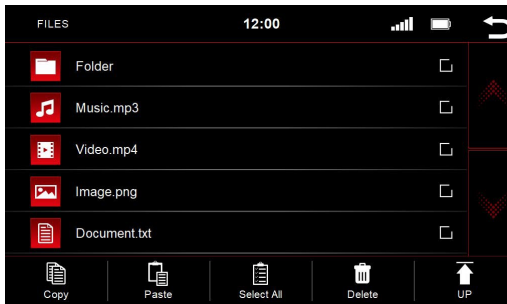 FILES 12:00
Folder
Music.mp3
Video.mp4
Image.png
Document.txt
Copy Paste Select All Delete UP